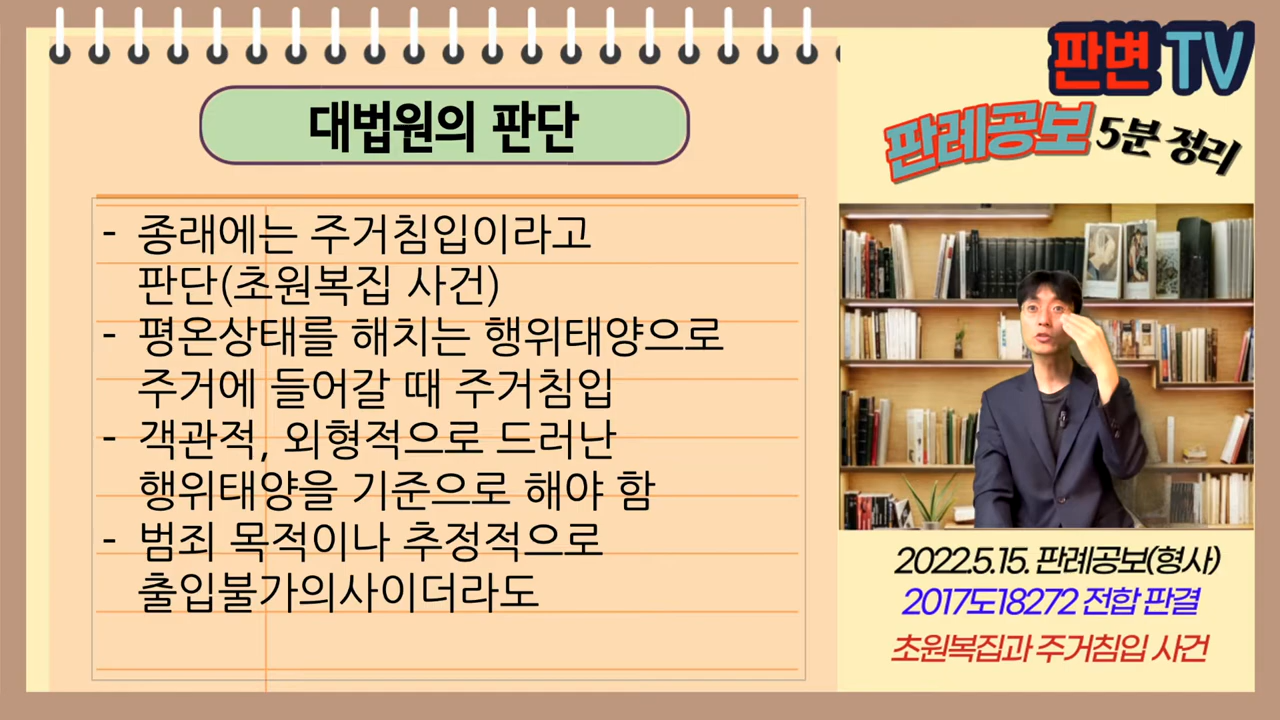 대법원의 판단
- 종래에는 주거침입이라고
판단(초원복집 사건)
- 평온상태를 해치는 행위태양으로
주거에 들어갈 때 주거침입
- 객관적, 외형적으로 드러난
행위태양을 기준으로 해야 함
- 범죄 목적이나 추정적으로
출입불가의사이더라도
판변 TV
판례공보 5분 정리
2022.5.15. 판례공보(형사)
2017도18272 전합 판결
초원복집과 주거침입 사건